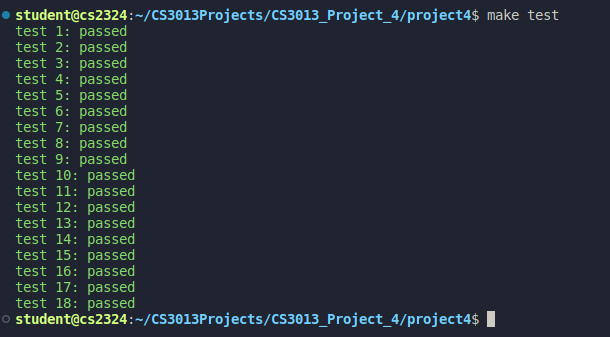 student@cs2324:~/CS3013Projects/CS3013_Project_4/project4$ make test
test 1: passed
test 2: passed
test 3: passed
test 4: passed
test 5: passed
test 6: passed
test 7: passed
test 8: passed
test 9: passed
test 10: passed
test 11: passed
test 12: passed
test 13: passed
test 14: passed
test 15: passed
test 16: passed
test 17: passed
test 18: passed
student@cs2324:~/CS3013Projects/CS3013_Project_4/project4$